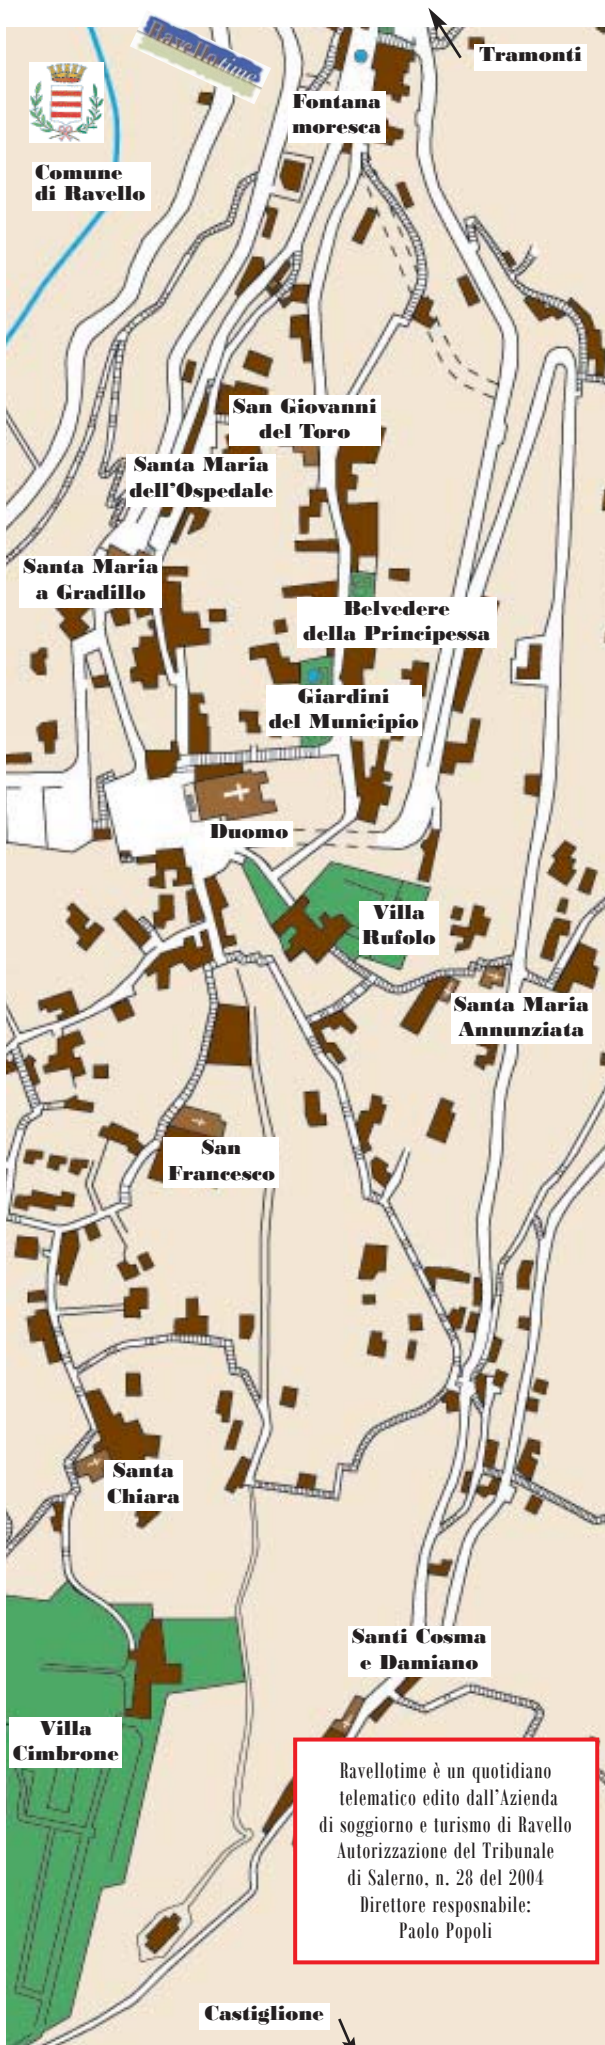 Ravellotime
Tramonti
Fontana
moresca
Comune
di Ravello
San Giovanni
del Toro
Santa Maria
dell'Ospedale
Santa Maria
a Gradillo
Belvedere
della Principessa
Giardini
del Municipio
Duomo
Villa
Rufolo
Santa Maria
Annunziata
San
Francesco
Santa
Chiara
Santi Cosma
e Damiano
Villa
Cimbrone
Ravellotime è un quotidiano
telematico edito dall'Azienda
di soggiorno e turismo di Ravello
Autorizzazione del Tribunale
di Salerno, n. 28 del 2004
Direttore resposnabile:
Paolo Popoli
Castiglione